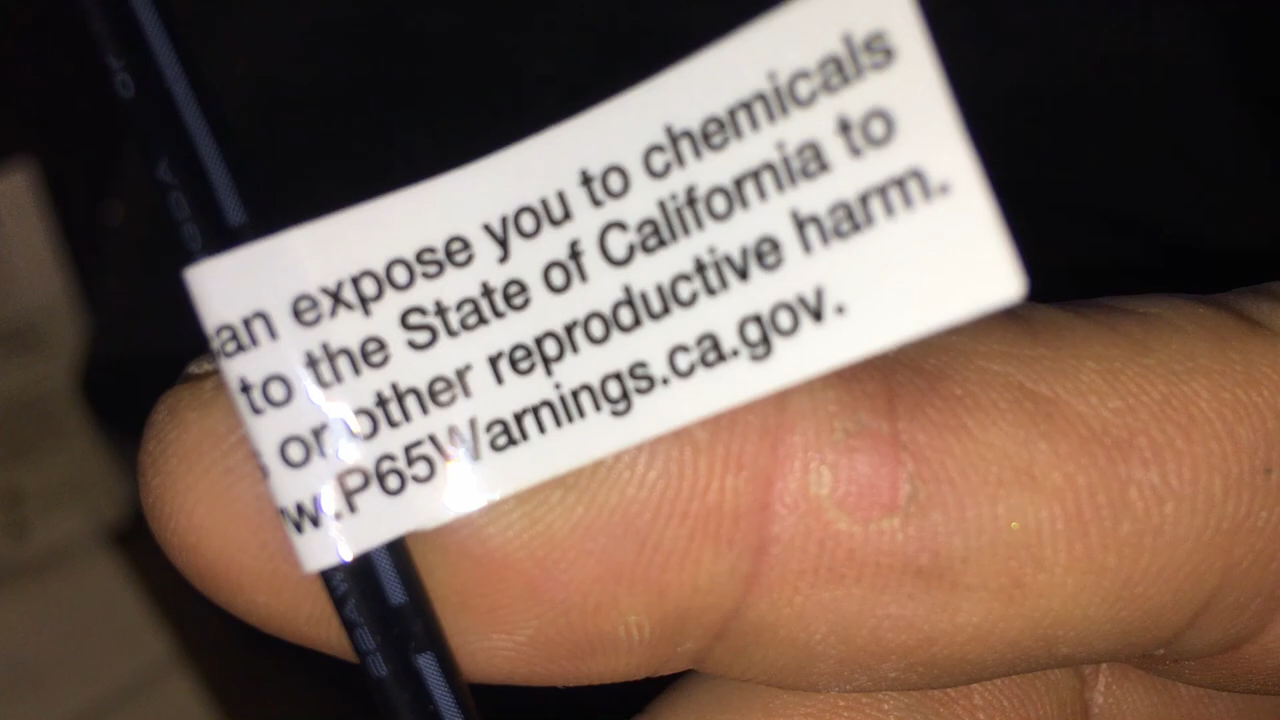 an expose you to chemicals
to the State of California to
, or other reproductive harm.
w.P65Warnings.ca.gov.